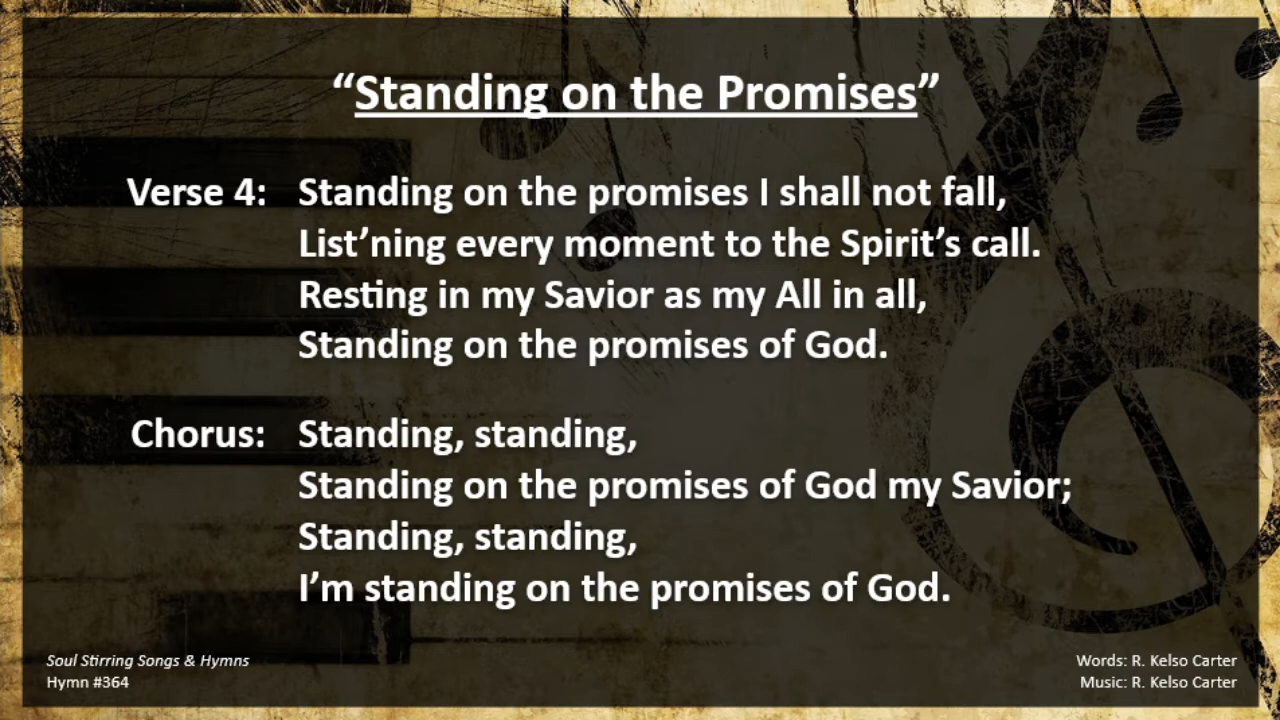 “Standing on the Promises”
Verse 4: Standing on the promises I shall not fall,
List’ning every moment to the Spirit’s call.
Resting in my Savior as my All in all,
Standing on the promises of God.
Chorus: Standing, standing,
Standing on the promises of God my Savior;
Standing, standing,
I’m standing on the promises of God.
Soul Stirring Songs & Hymns
Hymn #364
Words: R. Kelso Carter
Music: R. Kelso Carter